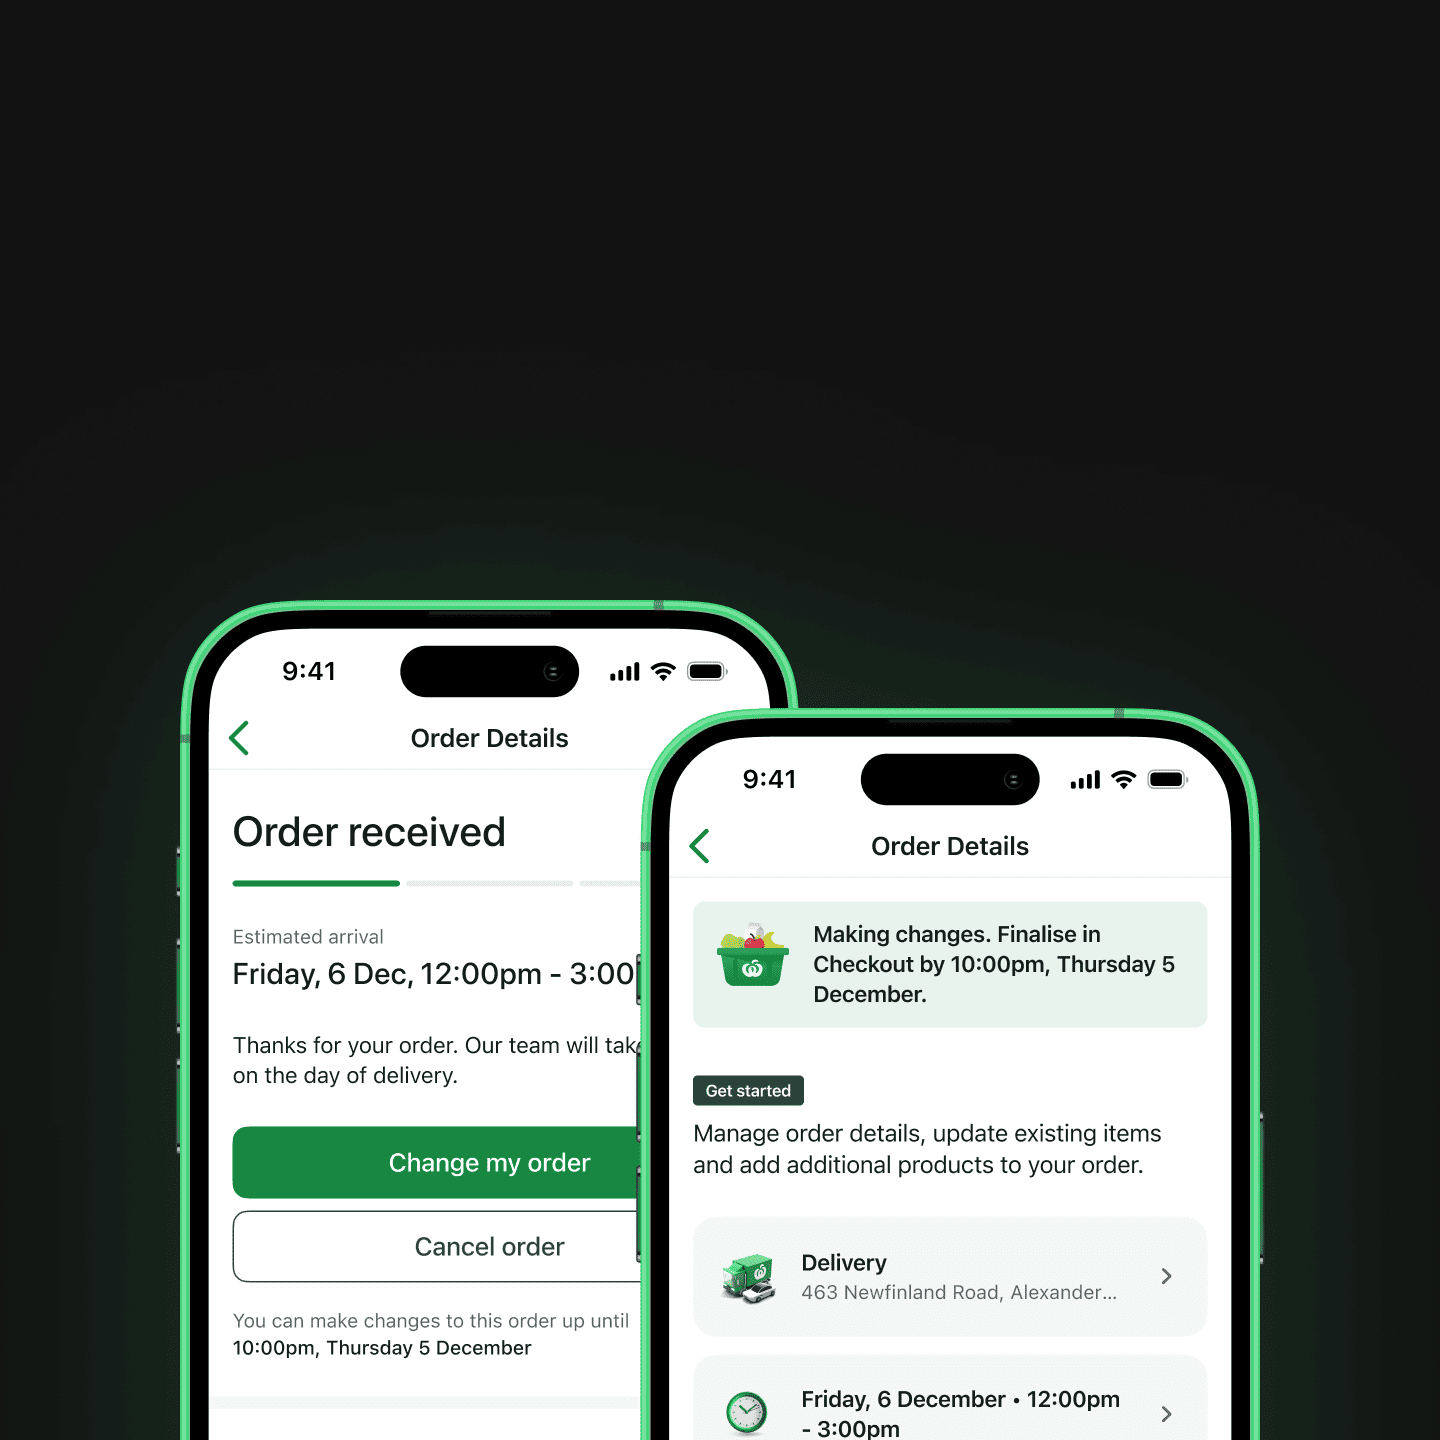 9:41
Order Details
Order received
Estimated arrival
Friday, 6 Dec, 12:00pm - 3:00
Thanks for your order. Our team will tak
on the day of delivery.
Change my order
Cancel order
You can make changes to this order up until
10:00pm, Thursday 5 December
9:41
Order Details
Making changes. Finalise in
Checkout by 10:00pm, Thursday 5
December.
Get started
Manage order details, update existing items
and add additional products to your order.
Delivery
463 Newfinland Road, Alexander...
Friday, 6 December • 12:00pm
- 3:00pm